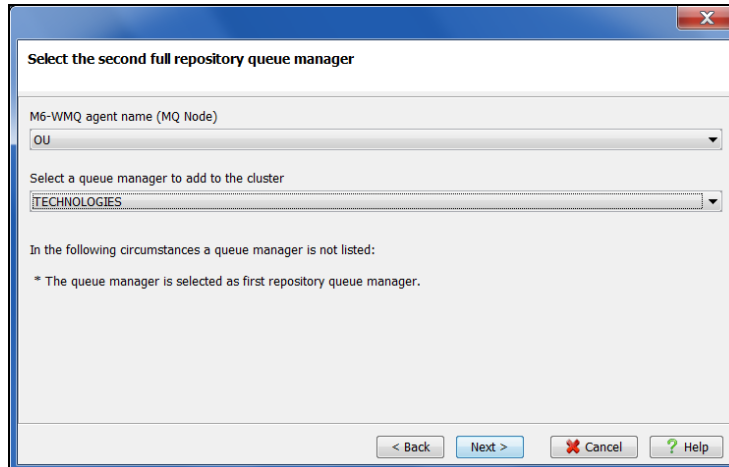 Select the second full repository queue manager
M6-WMQ agent name (MQ Node)
OU
Select a queue manager to add to the cluster
TECHNOLOGIES
In the following circumstances a queue manager is not listed:
* The queue manager is selected as first repository queue manager.
< Back Next > Cancel ? Help